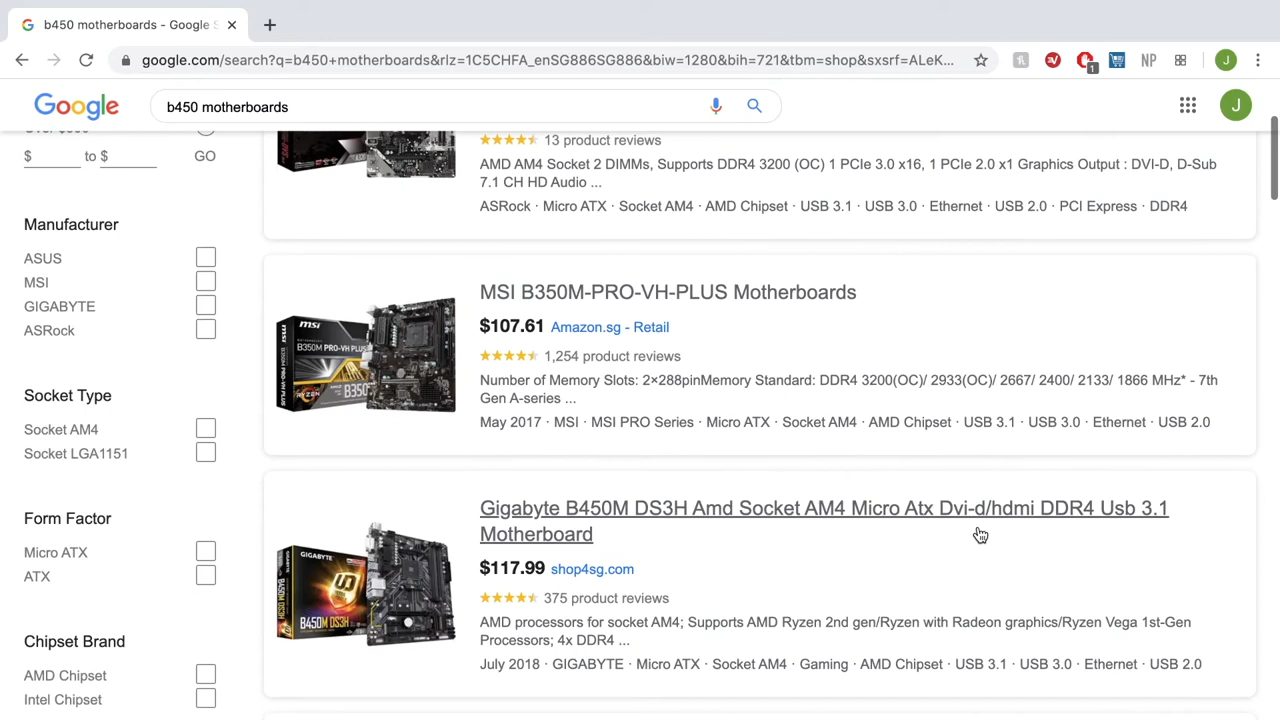 b450 motherboards - Google S
google.com/search?q=b450+motherboards&rlz=1C5CHFA_enSG886SG886&biw=1280&bih=721&tbm=shop&sxsrf=ALeK...
NP
1
J
Google
b450 motherboards
J
$ to $ GO
Manufacturer
ASUS
MSI
GIGABYTE
ASRock
Socket Type
Socket AM4
Socket LGA1151
Form Factor
Micro ATX
ATX
Chipset Brand
AMD Chipset
Intel Chipset
13 product reviews
AMD AM4 Socket 2 DIMMs, Supports DDR4 3200 (OC) 1 PCIe 3.0 x16, 1 PCIe 2.0 x1 Graphics Output : DVI-D, D-Sub
7.1 CH HD Audio ...
ASRock · Micro ATX · Socket AM4 · AMD Chipset · USB 3.1 · USB 3.0 · Ethernet · USB 2.0 · PCI Express · DDR4
msi
B350M PRO-VH PLUS
RYZEN
MSI B350M-PRO-VH-PLUS Motherboards
$107.61 Amazon.sg - Retail
1,254 product reviews
Number of Memory Slots: 2×288pinMemory Standard: DDR4 3200(OC)/ 2933(OC)/ 2667/ 2400/ 2133/ 1866 MHz* - 7th
Gen A-series ...
May 2017 · MSI · MSI PRO Series · Micro ATX · Socket AM4 · AMD Chipset · USB 3.1 · USB 3.0 · Ethernet · USB 2.0
GIGABYTE
B450M DS3H
Gigabyte B450M DS3H Amd Socket AM4 Micro Atx Dvi-d/hdmi DDR4 Usb 3.1
Motherboard
$117.99 shop4sg.com
375 product reviews
AMD processors for socket AM4; Supports AMD Ryzen 2nd gen/Ryzen with Radeon graphics/Ryzen Vega 1st-Gen
Processors; 4x DDR4 ...
July 2018 · GIGABYTE · Micro ATX · Socket AM4 · Gaming · AMD Chipset · USB 3.1 · USB 3.0 · Ethernet · USB 2.0